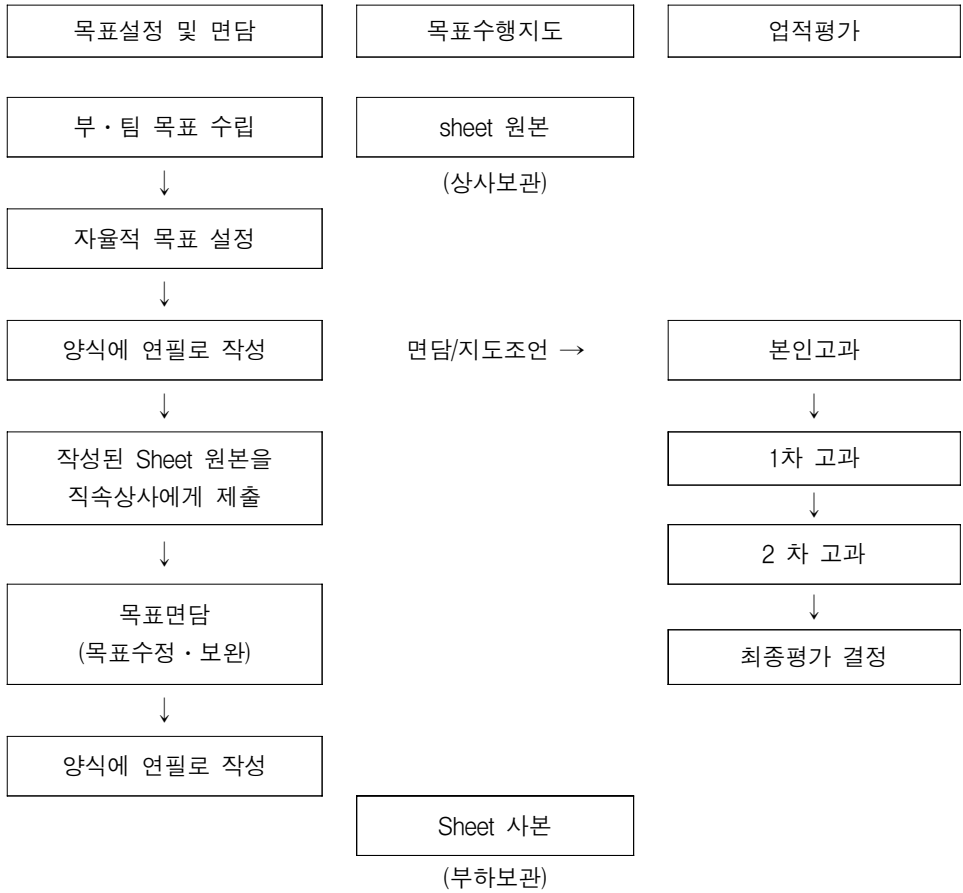 목표설정 및 면담
목표수행지도
업적평가
부・팀 목표 수립
↓
자율적 목표 설정
↓
양식에 연필로 작성
↓
작성된 Sheet 원본을
직속상사에게 제출
↓
목표면담
(목표수정・보완)
↓
양식에 연필로 작성
sheet 원본
(상사보관)
면담/지도조언 →
Sheet 사본
(부하보관)
본인고과
↓
1차 고과
↓
2 차 고과
↓
최종평가 결정